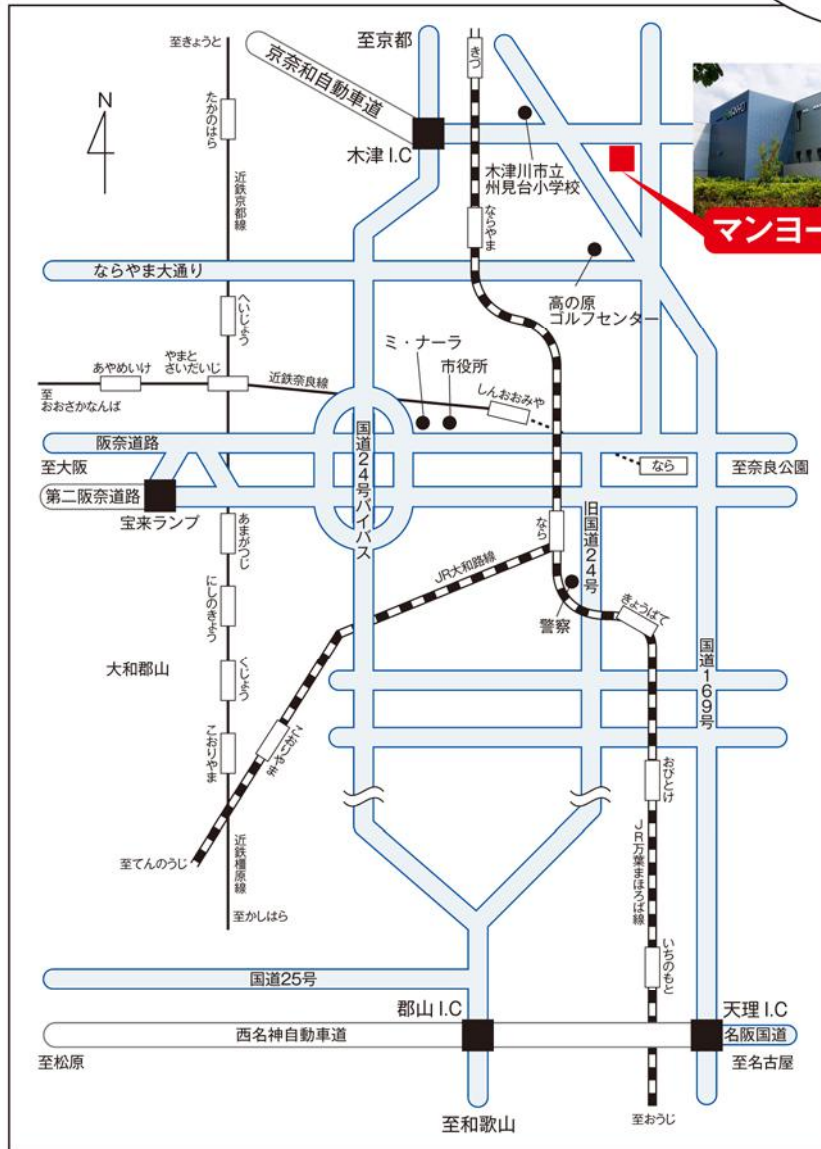 至きょうと
至京都
きづ
京奈和自動車道
N
たかのはら
木津 I.C
木津川市立
州見台小学校
近鉄京都線
ならやま
マンヨー
ならやま大通り
高の原
ゴルフセンター
へいじょう
ミ・ナーラ
市役所
あやめいけ
やまと
さいだいじ
近鉄奈良線
しんおおみや
至
おおさかなんば
国道24号バイパス
阪奈道路
至大阪
なら
至奈良公園
第二阪奈道路
宝来ランプ
あまがつじ
なら
旧国道24号
JR大和路線
にしのきょう
警察
きょうばて
大和郡山
くじょう
国道169号
こおりやま
こおりやま
おびとけ
至てんのうじ
近鉄橿原線
JR万葉まほろば線
至かしはら
いちのもと
国道25号
郡山 I.C
天理 I.C
西名神自動車道
名阪国道
至松原
至名古屋
至和歌山
至おうじ